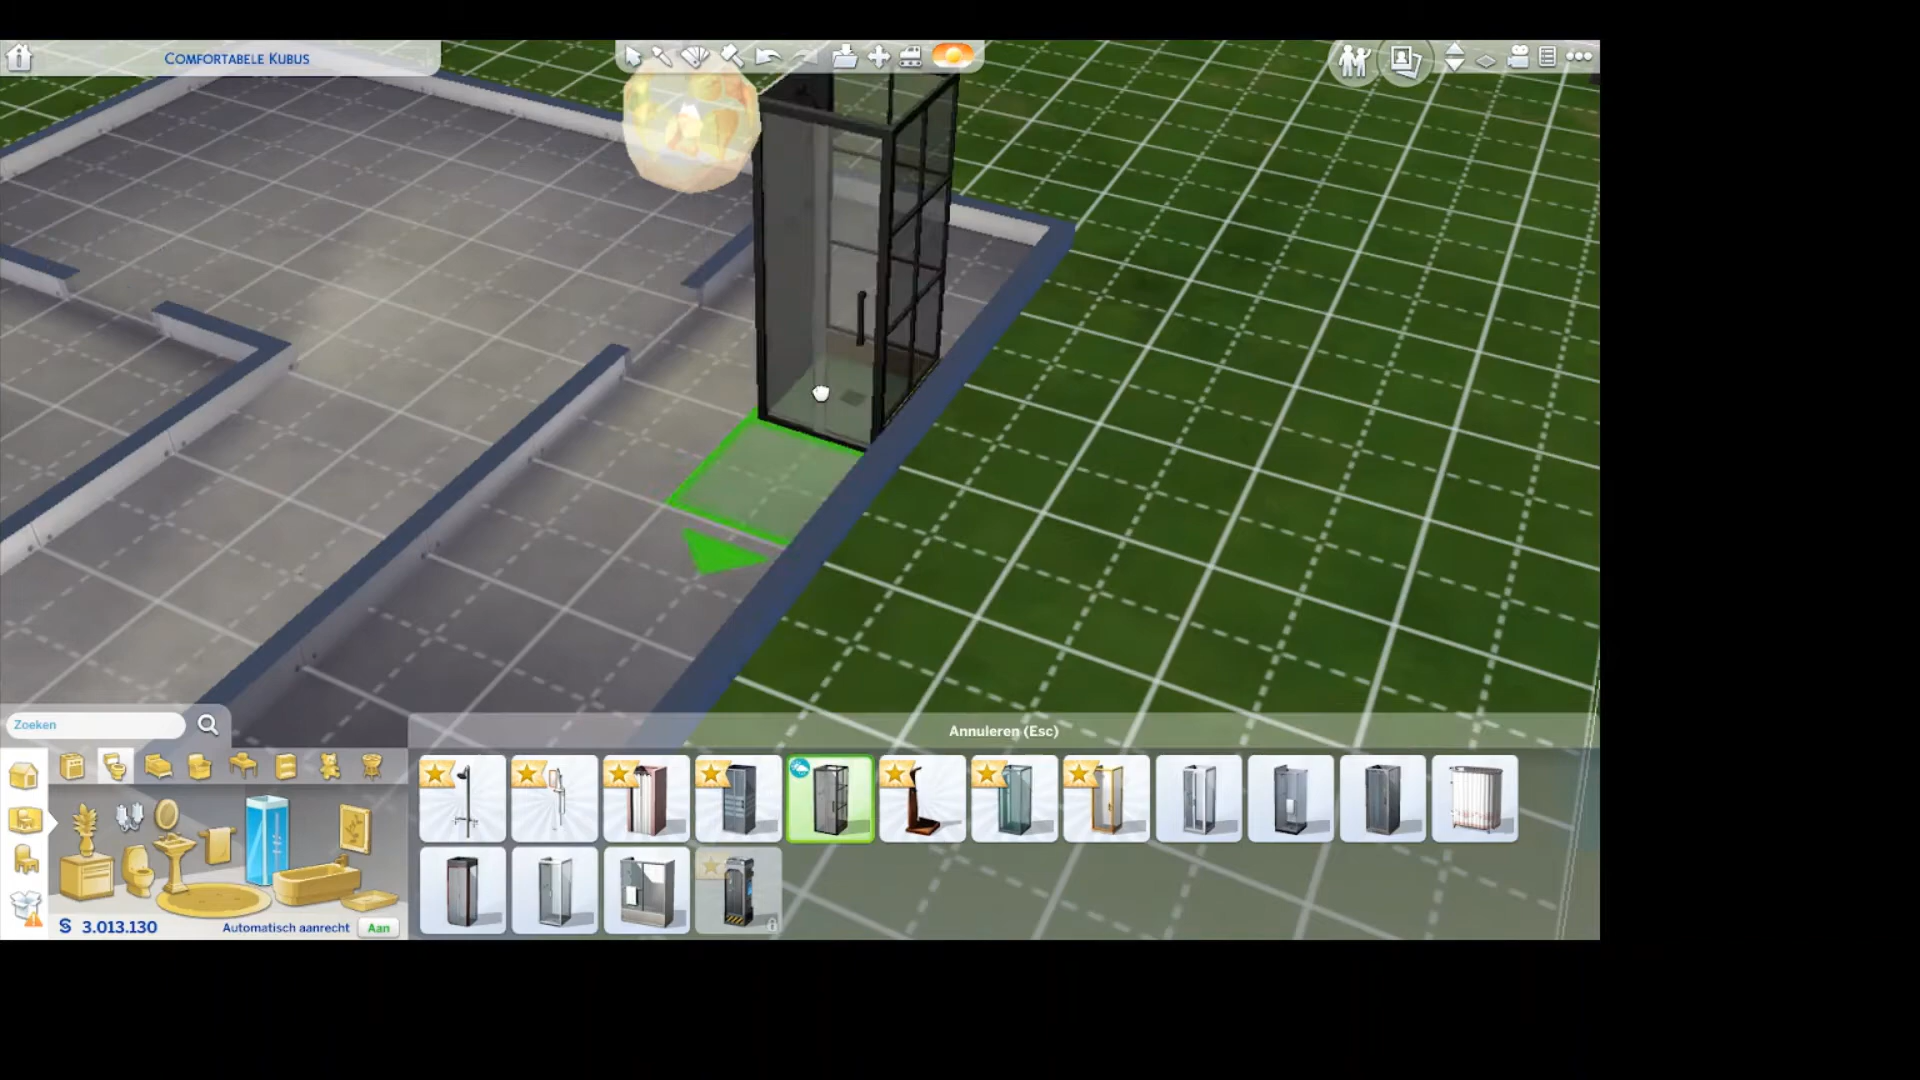 COMFORTABELE KUBUS
Zoeken
Annuleren (Esc)
S 3.013.130
Automatisch aanrecht
Aan